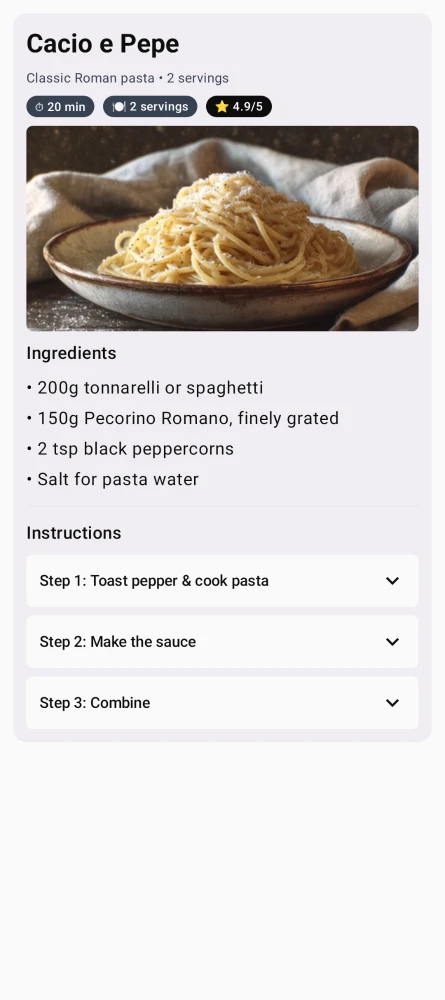 Cacio e Pepe
Classic Roman pasta • 2 servings
⏱ 20 min
🍽 2 servings
⭐ 4.9/5
Ingredients
• 200g tonnarelli or spaghetti
• 150g Pecorino Romano, finely grated
• 2 tsp black peppercorns
• Salt for pasta water
Instructions
Step 1: Toast pepper & cook pasta
Step 2: Make the sauce
Step 3: Combine